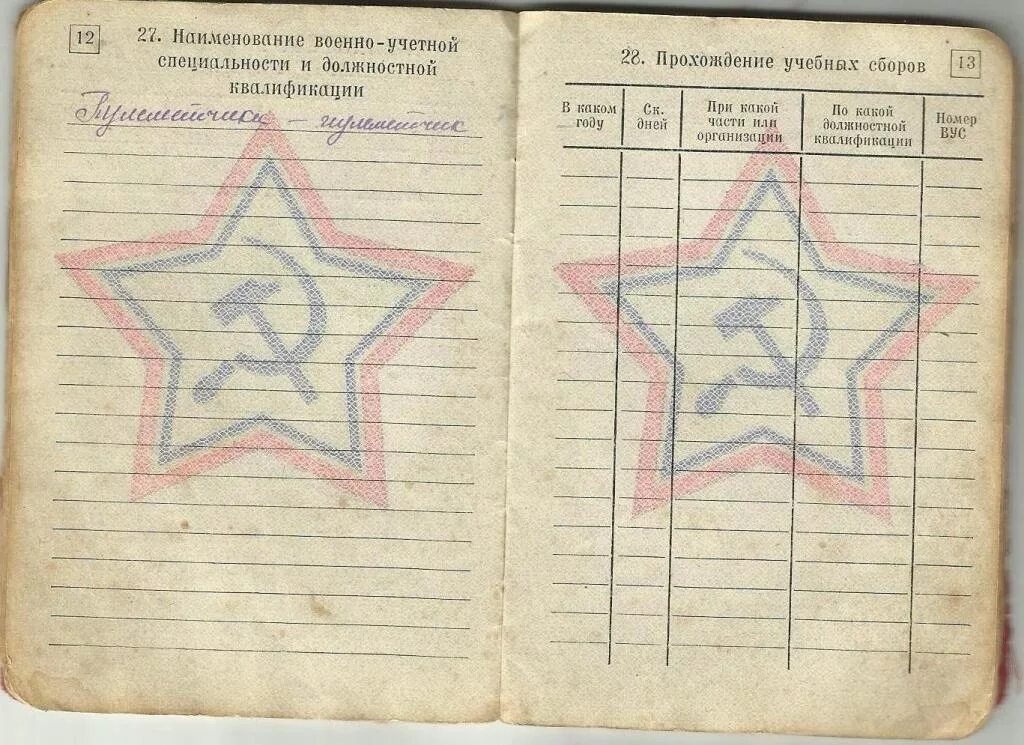 12
27. Наименование военно-учетной
специальности и должностной
квалификации
Пулеметчики - пулеметчик
28. Прохождение учебных сборов
13
В каком году
Ск. дней
При какой части или организации
По какой должностной квалификации
Номер ВУС